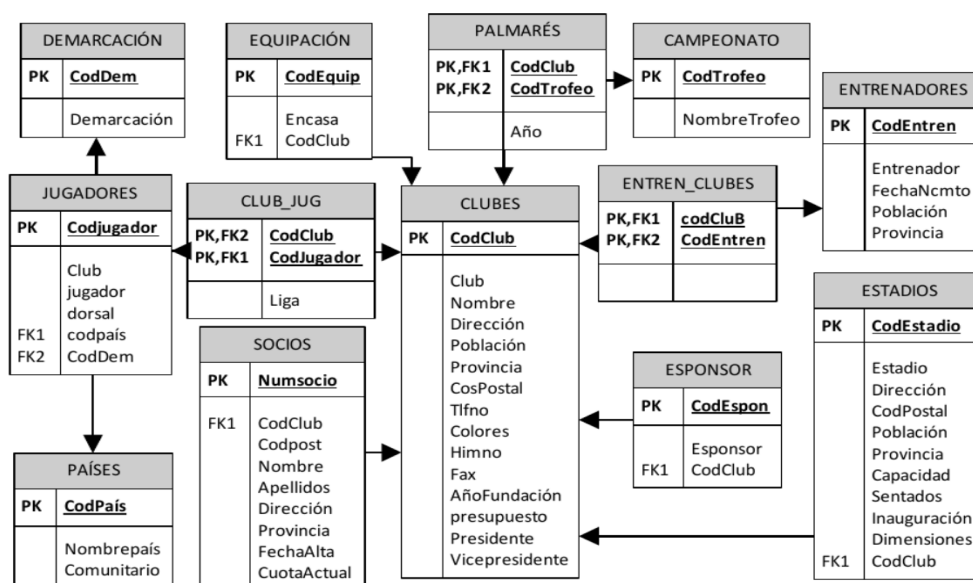 DEMARCACIÓN
PK CodDem
Demarcación
EQUIPACIÓN
PK CodEquip
Encasa
FK1 CodClub
PALMARÉS
PK,FK1 CodClub
PK,FK2 CodTrofeo
Año
CAMPEONATO
PK CodTrofeo
NombreTrofeo
ENTRENADORES
PK CodEntren
Entrenador
FechaNcmto
Población
Provincia
JUGADORES
PK Codjugador
Club
jugador
dorsal
FK1 codpaís
FK2 CodDem
CLUB_JUG
PK,FK2 CodClub
PK,FK1 CodJugador
Liga
CLUBES
PK CodClub
Club
Nombre
Dirección
Población
Provincia
CosPostal
Tlfno
Colores
Himno
Fax
AñoFundación
presupuesto
Presidente
Vicepresidente
ENTREN_CLUBES
PK,FK1 codCluB
PK,FK2 CodEntren
ESTADIOS
PK CodEstadio
Estadio
Dirección
CodPostal
Población
Provincia
Capacidad
Sentados
Inauguración
Dimensiones
FK1 CodClub
SOCIOS
PK Numsocio
FK1 CodClub
Codpost
Nombre
Apellidos
Dirección
Provincia
FechaAlta
CuotaActual
ESPONSOR
PK CodEspon
Esponsor
FK1 CodClub
PAÍSES
PK CodPaís
Nombrepaís
Comunitario